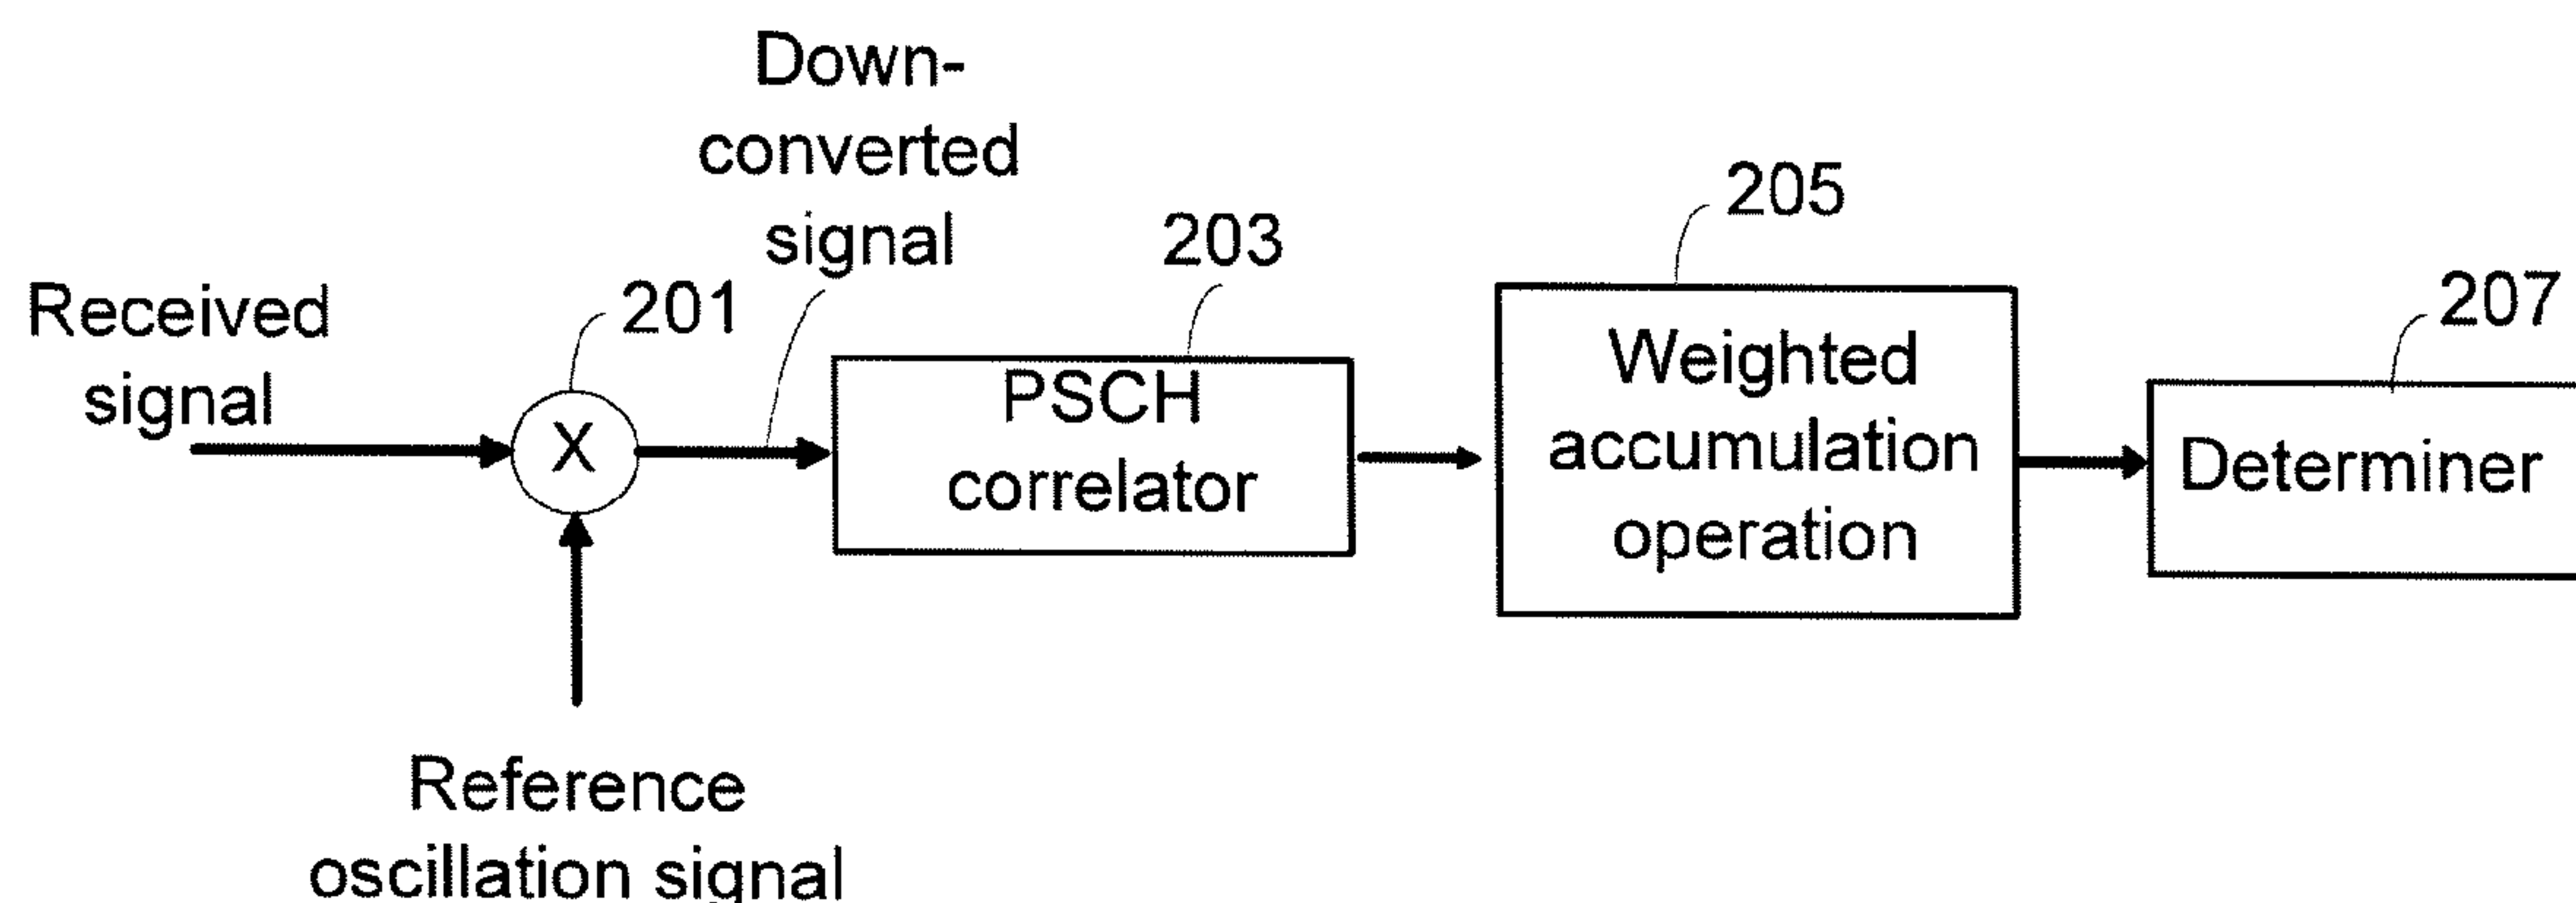 Down-
converted
signal
Received
signal
201
203
205
207
X
PSCH
correlator
Weighted
accumulation
operation
Determiner
Reference
oscillation signal